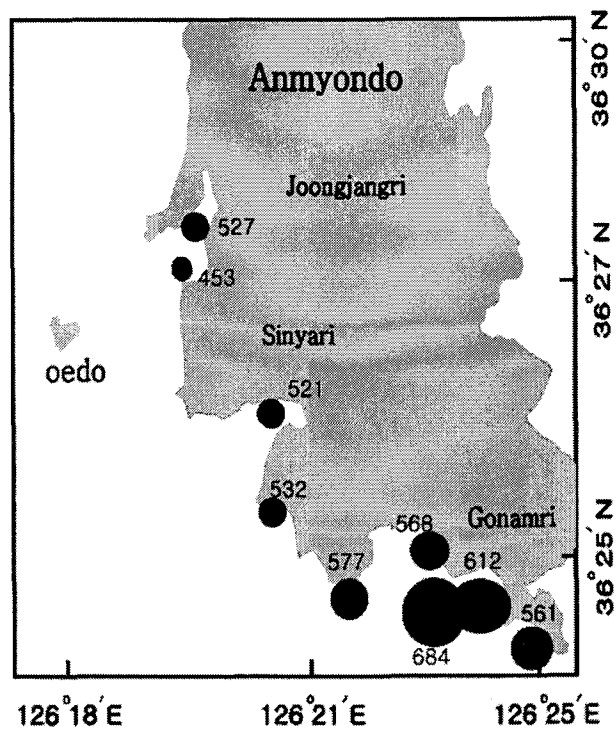 Anmyondo
36°30′N
Joongjangri
527
453
36°27′N
Sinyari
oedo
521
532
568
Gonamri
36°25′N
577
612
561
684
126°18′E
126°21′E
126°25′E